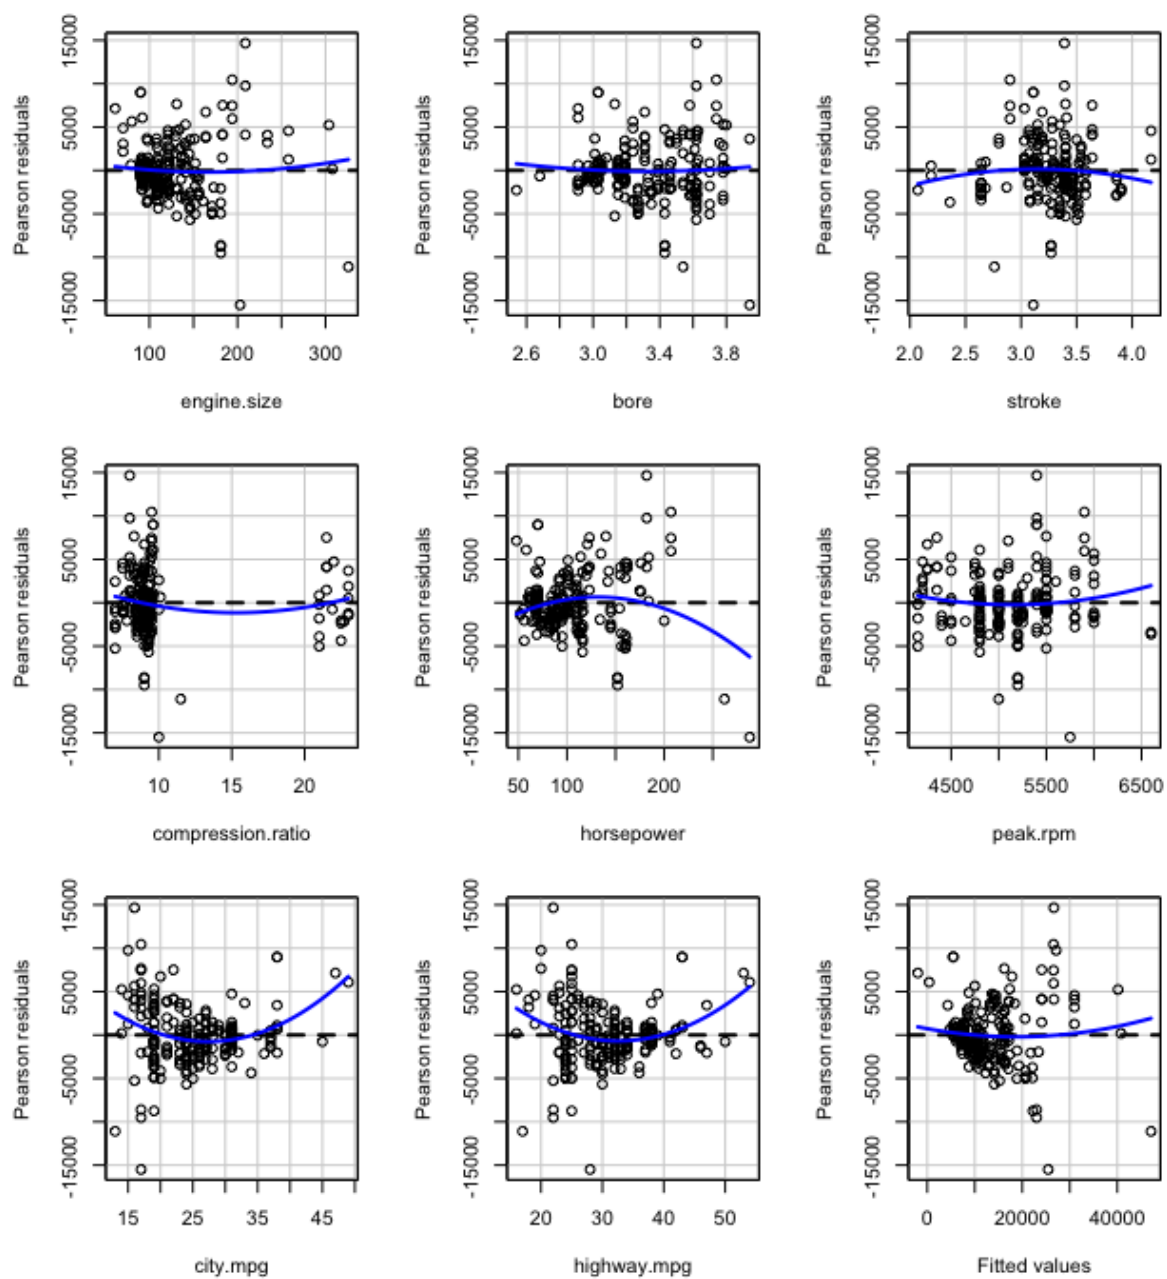 Pearson residuals
-15000 -5000 5000 15000
100 200 300
engine.size
Pearson residuals
-15000 -5000 5000 15000
2.6 3.0 3.4 3.8
bore
Pearson residuals
-15000 -5000 5000 15000
2.0 2.5 3.0 3.5 4.0
stroke
Pearson residuals
-15000 -5000 5000 15000
10 15 20
compression.ratio
Pearson residuals
-15000 -5000 5000 15000
50 100 200
horsepower
Pearson residuals
-15000 -5000 5000 15000
4500 5500 6500
peak.rpm
Pearson residuals
-15000 -5000 5000 15000
15 25 35 45
city.mpg
Pearson residuals
-15000 -5000 5000 15000
20 30 40 50
highway.mpg
Pearson residuals
-15000 -5000 5000 15000
0 20000 40000
Fitted values